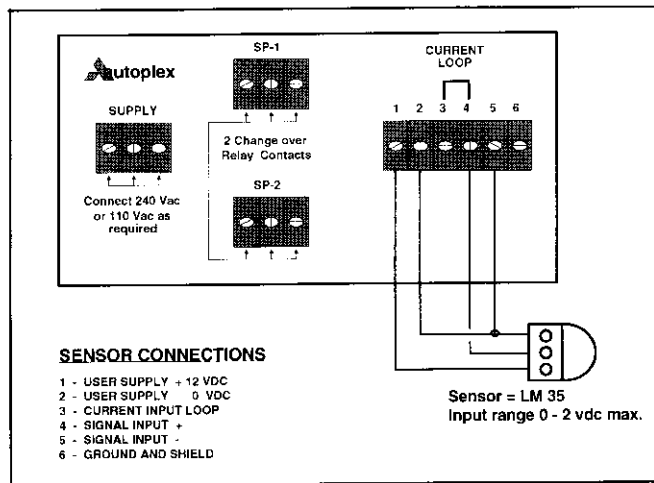 Autoplex
SUPPLY
Connect 240 Vac
or 110 Vac as
required
SP-1
2 Change over
Relay Contacts
SP-2
CURRENT
LOOP
1 2 3 4 5 6
SENSOR CONNECTIONS
1 - USER SUPPLY + 12 VDC
2 - USER SUPPLY 0 VDC
3 - CURRENT INPUT LOOP
4 - SIGNAL INPUT +
5 - SIGNAL INPUT -
6 - GROUND AND SHIELD
Sensor = LM 35
Input range 0 - 2 vdc max.